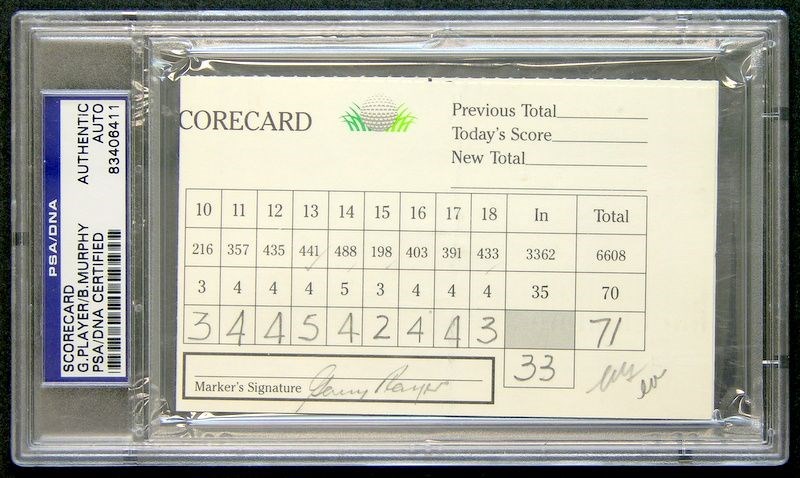 PSA/DNA
SCORECARD
G.PLAYER/B.MURPHY
PSA/DNA CERTIFIED
AUTHENTIC
AUTO
83406411
CORECARD
Previous Total
Today's Score
New Total
10 11 12 13 14 15 16 17 18 In Total
216 357 435 441 488 198 403 391 433 3362 6608
3 4 4 4 5 3 4 4 4 35 70
3 4 4 5 4 2 4 4 3 71
33
Marker's Signature Gary Player